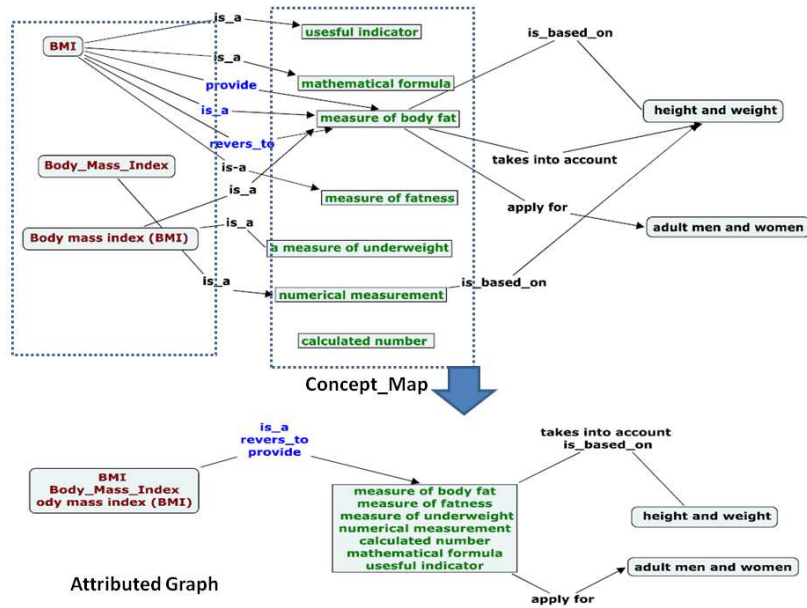 is_a
usesful indicator
BMI
is_based_on
is_a
mathematical formula
provide
height and weight
is_a
measure of body fat
revers_to
takes into account
Body_Mass_Index
is-a
is_a
measure of fatness
apply for
adult men and women
Body mass index (BMI)
is_a
a measure of underweight
is_a
numerical measurement
is_based_on
calculated number
Concept_Map
is_a
revers_to
provide
takes into account
is_based_on
BMI
Body_Mass_Index
ody mass index (BMI)
measure of body fat
measure of fatness
measure of underweight
numerical measurement
calculated number
mathematical formula
usesful indicator
height and weight
adult men and women
apply for
Attributed Graph